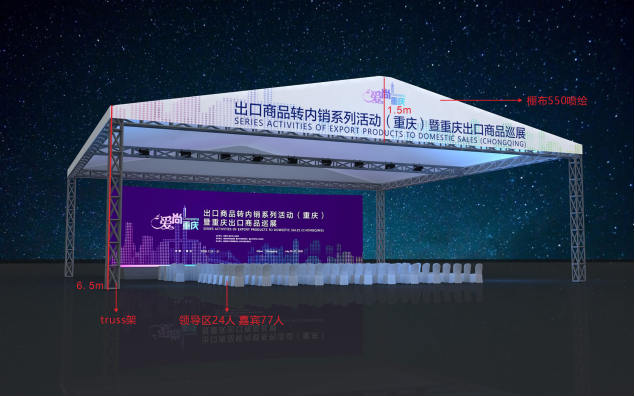 爱尚重庆
1.5m
拥布550喷绘
出口商品转内销系列活动（重庆）暨重庆出口商品巡展
SERIES ACTIVITIES OF EXPORT PRODUCTS TO DOMESTIC SALES (CHONGQING)
爱尚重庆
出口商品转内销系列活动（重庆）
暨重庆出口商品巡展
SERIES ACTIVITIES OF EXPORT PRODUCTS TO DOMESTIC SALES (CHONGQING)
6.5m
truss架
领导区24人 嘉宾77人